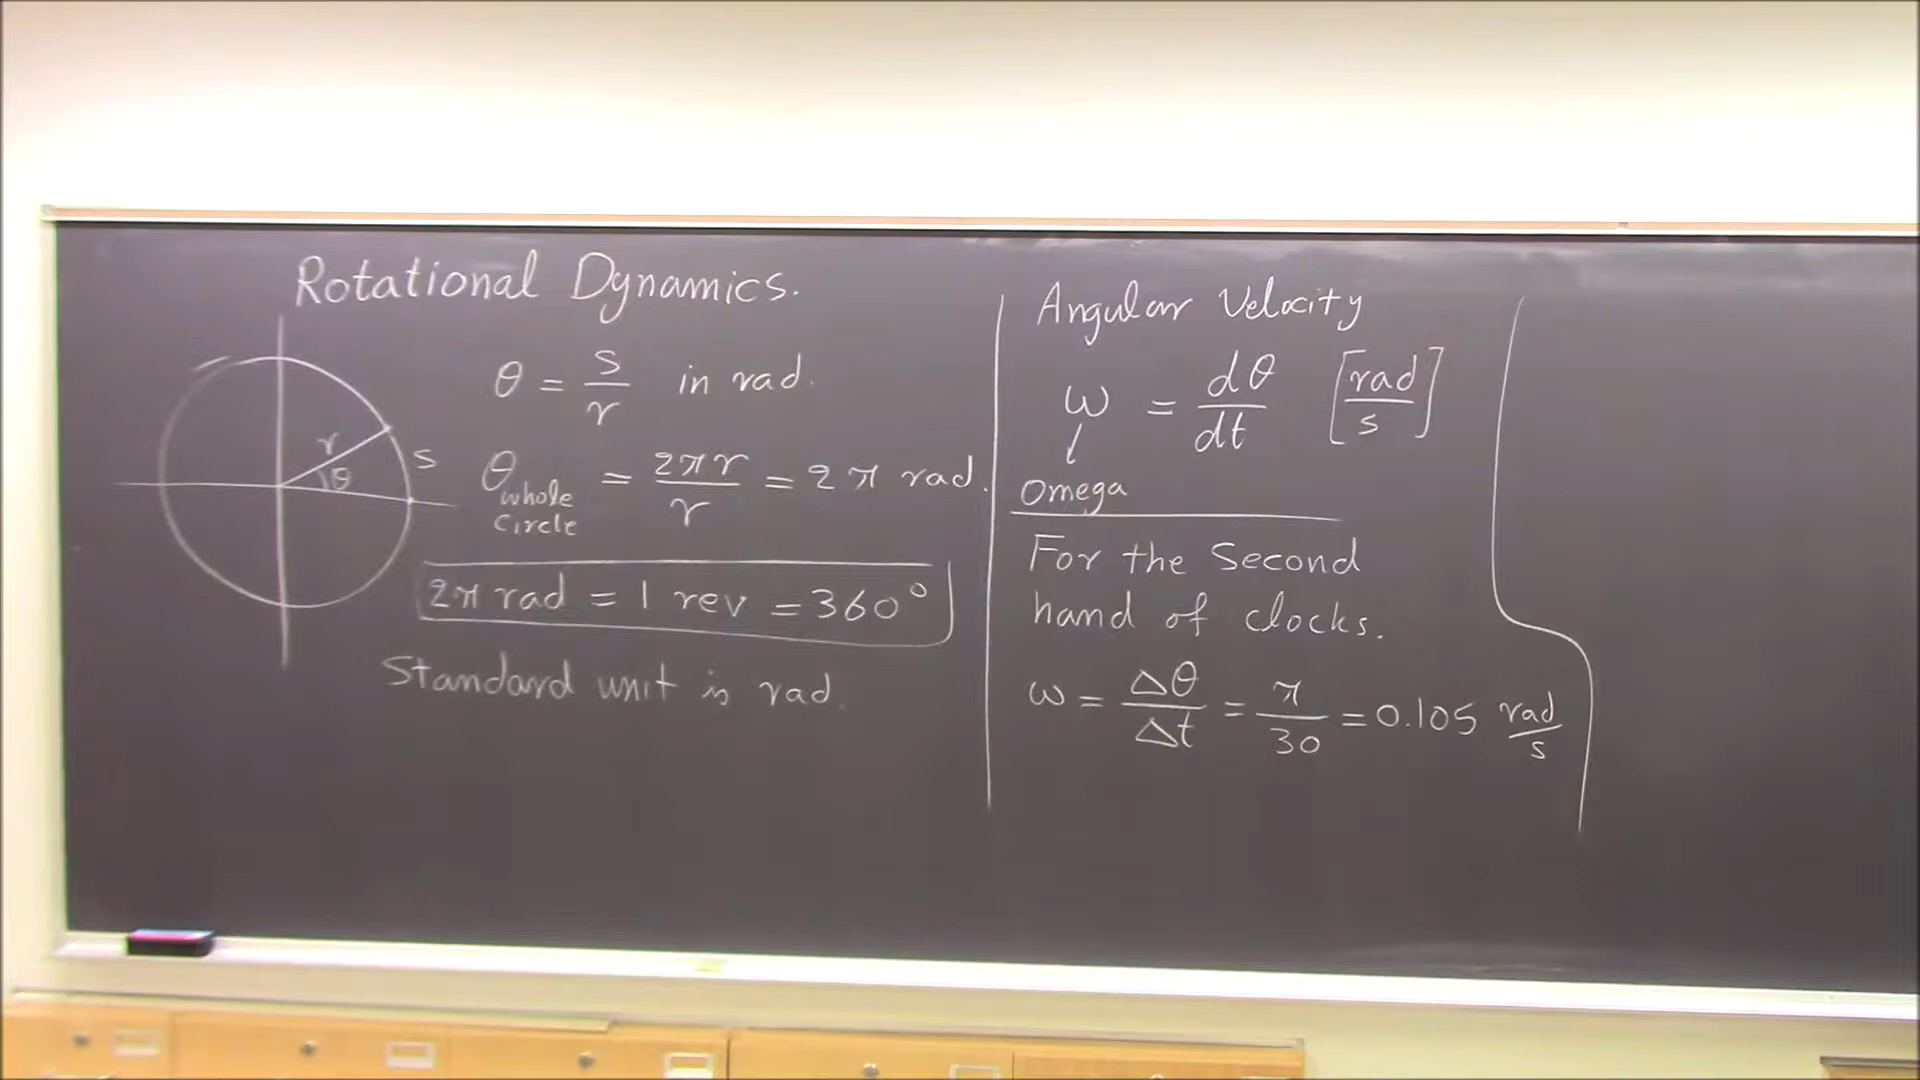 Rotational Dynamics.
θ = s/r in rad.
r
θ
s
θ whole circle = 2πr/r = 2π rad.
2π rad = 1 rev = 360°
Standard unit is rad.
Angular Velocity
ω = dθ/dt [rad/s]
Omega
For the Second
hand of clocks.
ω = Δθ/Δt = π/30 = 0.105 rad/s